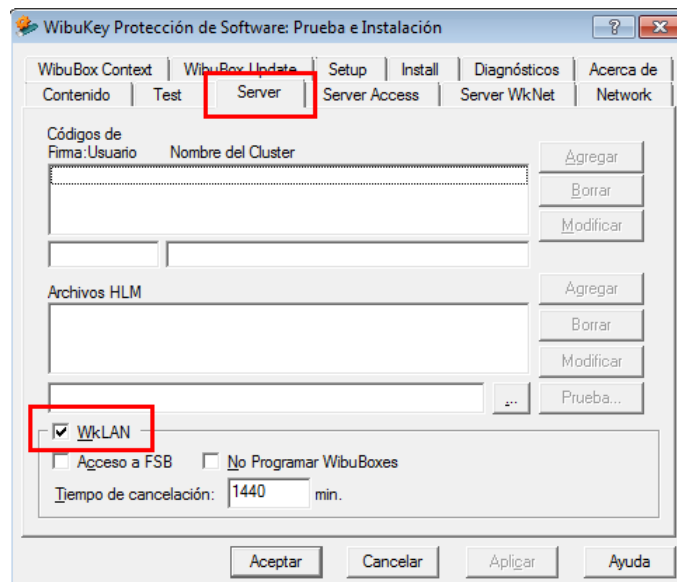 WibuKey Protección de Software: Prueba e Instalación
WibuBox Context WibuBox Update Setup Install Diagnósticos Acerca de
Contenido Test Server Server Access Server WkNet Network
Códigos de
Firma:Usuario Nombre del Cluster
Agregar
Borrar
Modificar
Archivos HLM
Agregar
Borrar
Modificar
... Prueba...
WkLAN
Acceso a FSB No Programar WibuBoxes
Tiempo de cancelación: 1440 min.
Aceptar Cancelar Aplicar Ayuda